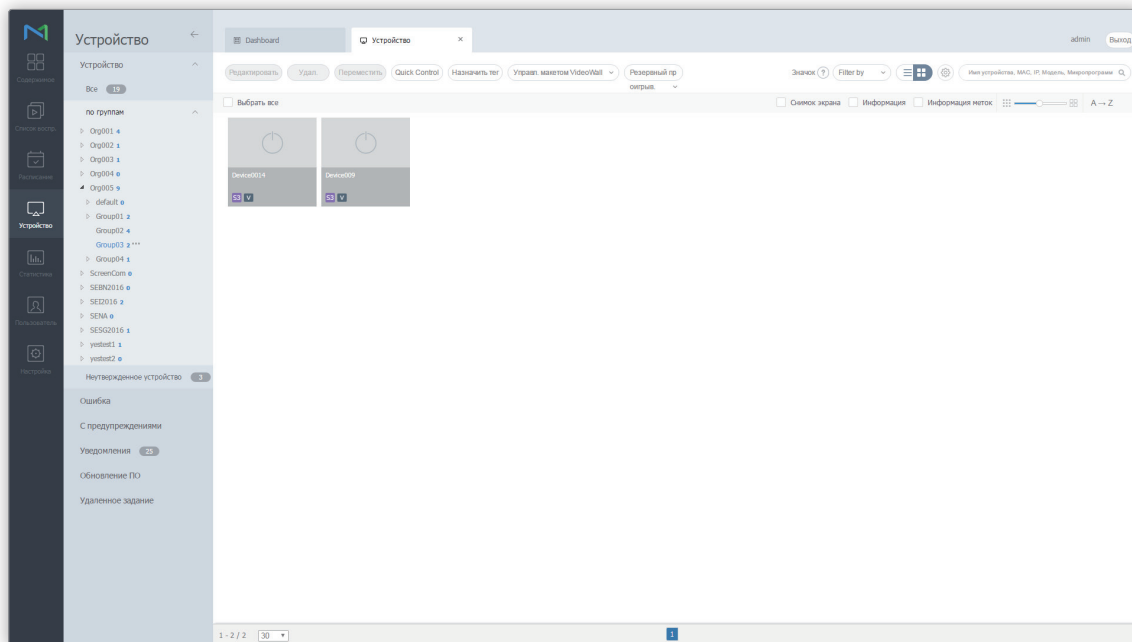 Устройство
Dashboard
Устройство
admin
Выход
Содержимое
Список воспр.
Расписание
Устройство
Статистика
Пользователь
Настройка
Устройство
Все 19
по группам
Org001 4
Org002 1
Org003 1
Org004 0
Org005 9
default 0
Group01 2
Group02 4
Group03 2 ***
Group04 1
ScreenCom 0
SEBN2016 0
SEI2016 2
SENA 0
SESG2016 1
yestest1 1
yestest2 0
Неутвержденное устройство 3
Ошибка
С предупреждениями
Уведомления 25
Обновление ПО
Удаленное задание
Редактировать
Удал.
Переместить
Quick Control
Назначить тег
Управл. макетом VideoWall
Резервный пр
оигрыв.
Значок ?
Filter by
Имя устройства, MAC, IP, Модель, Микропрограмм
Выбрать все
Снимок экрана
Информация
Информация меток
A → Z
Device0014
S3 V
Device009
S3 V
1 - 2 / 2
30
1